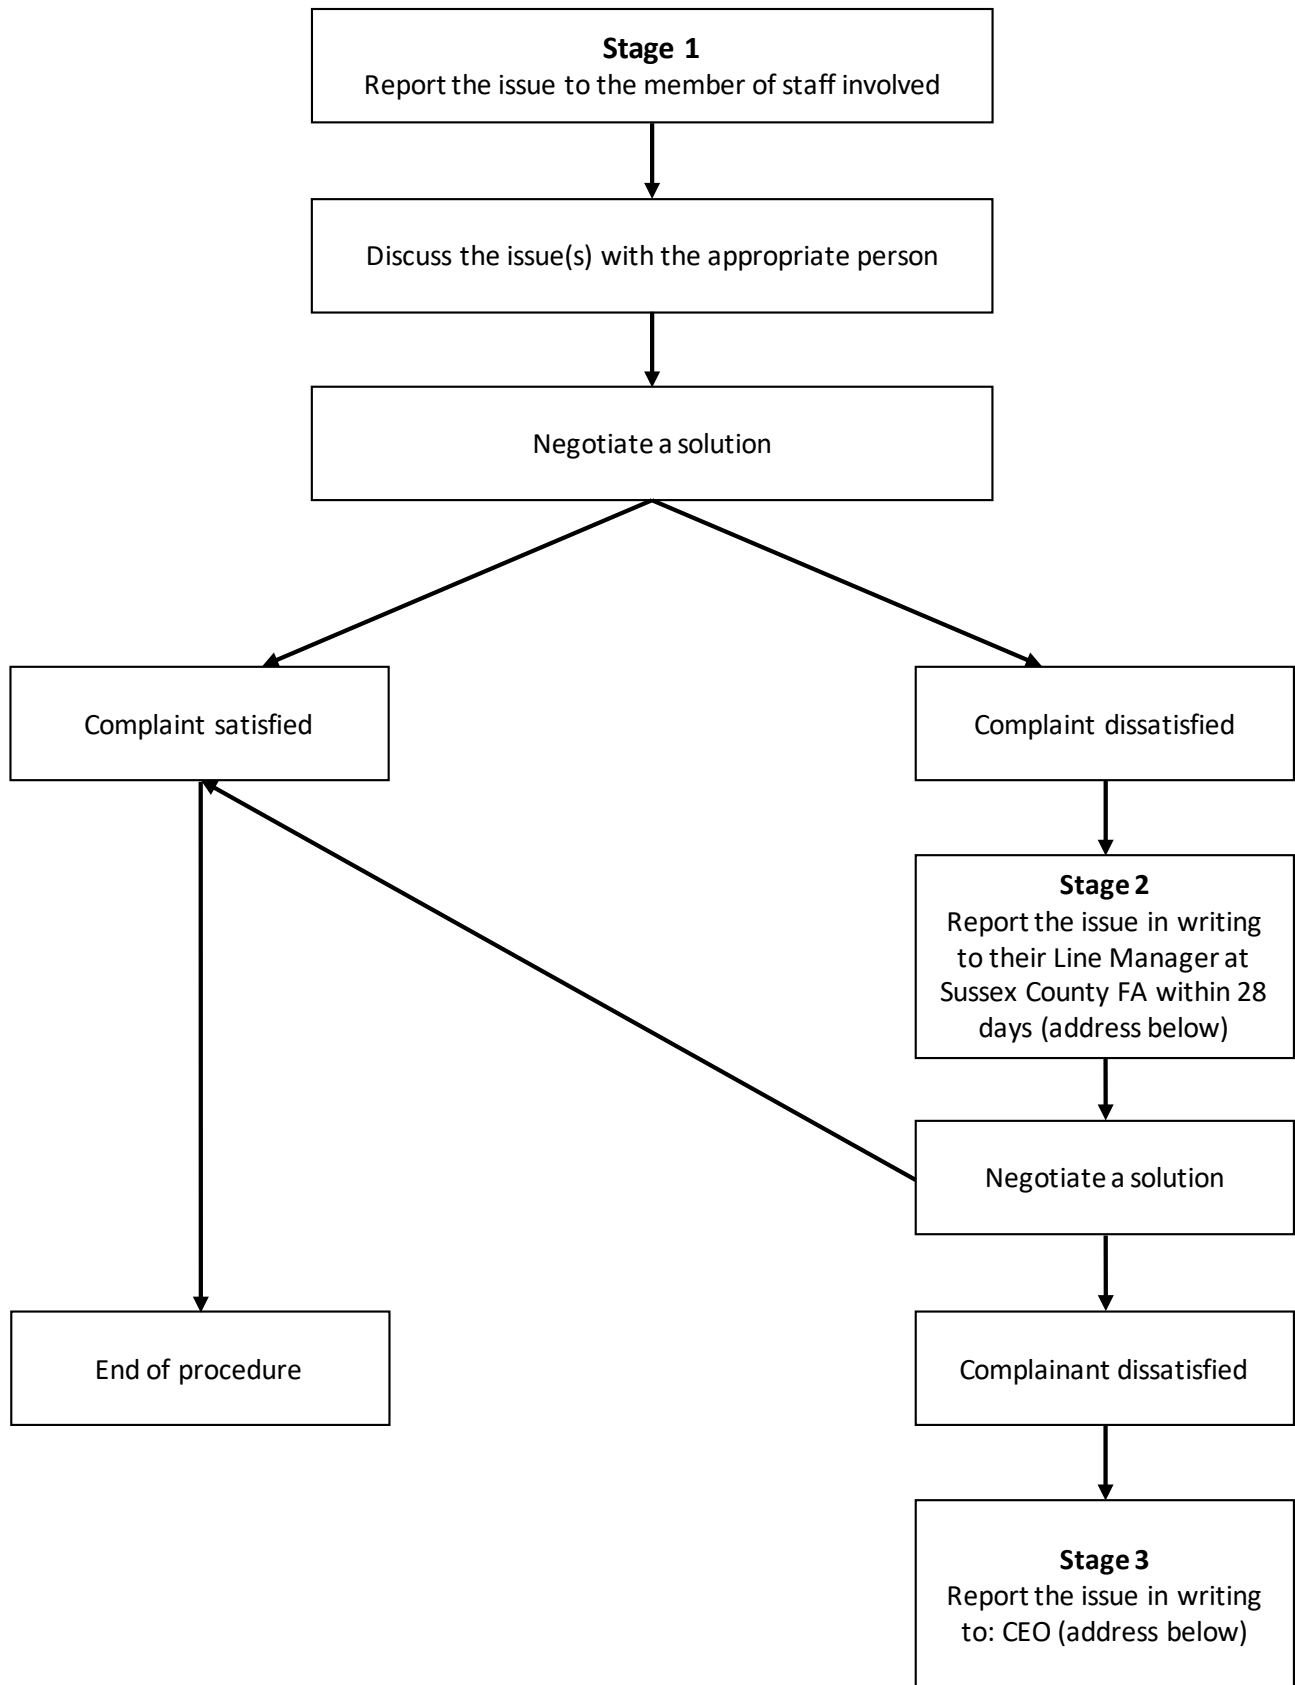 Stage 1
Report the issue to the member of staff involved
Discuss the issue(s) with the appropriate person
Negotiate a solution
Complaint satisfied
Complaint dissatisfied
Stage 2
Report the issue in writing
to their Line Manager at
Sussex County FA within 28
days (address below)
Negotiate a solution
End of procedure
Complainant dissatisfied
Stage 3
Report the issue in writing
to: CEO (address below)